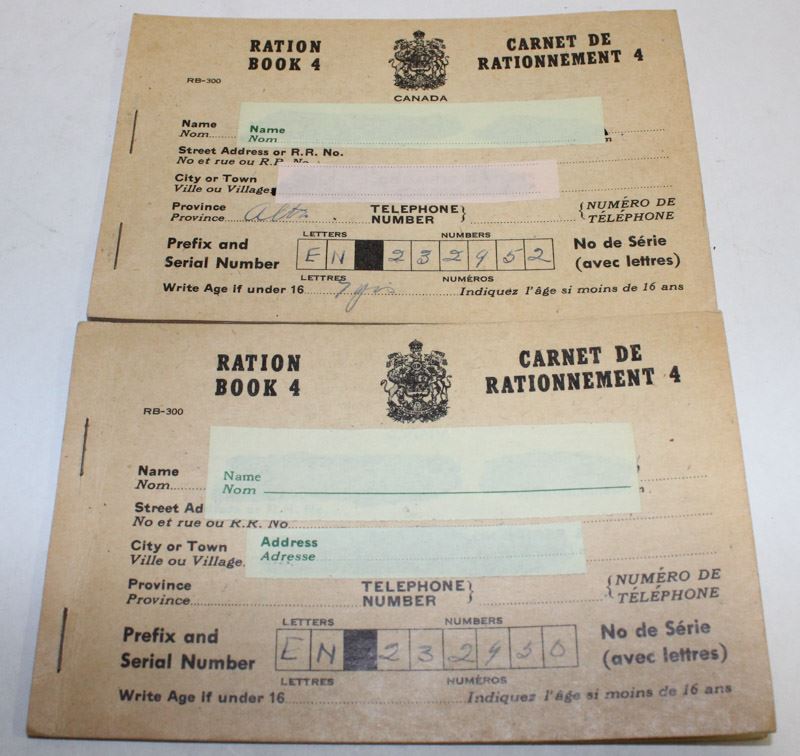 RATION BOOK 4
CARNET DE RATIONNEMENT 4
RB-300
CANADA
Name
Nom
Name
Nom
Street Address or R.R. No.
No et rue ou R.R. No
City or Town
Ville ou Village
Province
Province Alta.
TELEPHONE NUMBER
NUMÉRO DE TÉLÉPHONE
LETTERS NUMBERS
Prefix and Serial Number
E N 2 3 2 9 5 2
No de Série (avec lettres)
LETTRES NUMÉROS
Write Age if under 16 7 yrs Indiquez l'âge si moins de 16 ans
RATION BOOK 4
CARNET DE RATIONNEMENT 4
RB-300
Name
Nom
Name
Nom
Street Ad
No et rue ou R.R. No
City or Town
Ville ou Village
Address
Adresse
Province
Province
TELEPHONE NUMBER
NUMÉRO DE TÉLÉPHONE
LETTERS NUMBERS
Prefix and Serial Number
E N 2 3 2 9 5 0
No de Série (avec lettres)
LETTRES NUMÉROS
Write Age if under 16 Indiquez l'âge si moins de 16 ans